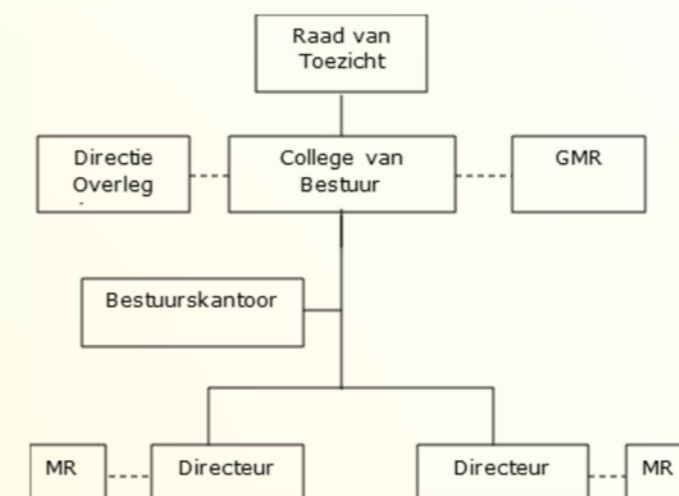 Raad van
Toezicht
Directie
Overleg
College van
Bestuur
GMR
Bestuurskantoor
MR
Directeur
Directeur
MR